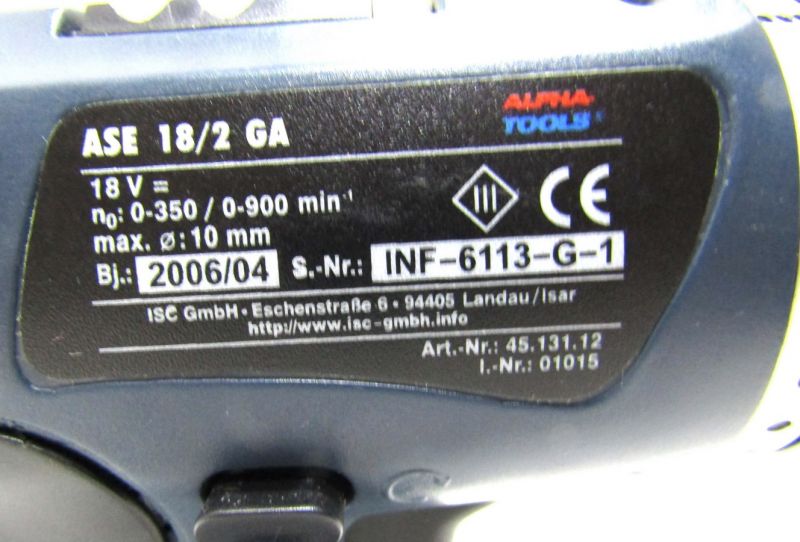 ALPHA-
TOOLS®
ASE 18/2 GA
18 V =
n₀: 0-350 / 0-900 min⁻¹
III
CE
max. ø: 10 mm
Bj.: 2006/04 S.-Nr.: INF-6113-G-1
ISC GmbH • Eschenstraße 6 • 94405 Landau/Isar
http://www.isc-gmbh.info
Art.-Nr.: 45.131.12
I.-Nr.: 01015